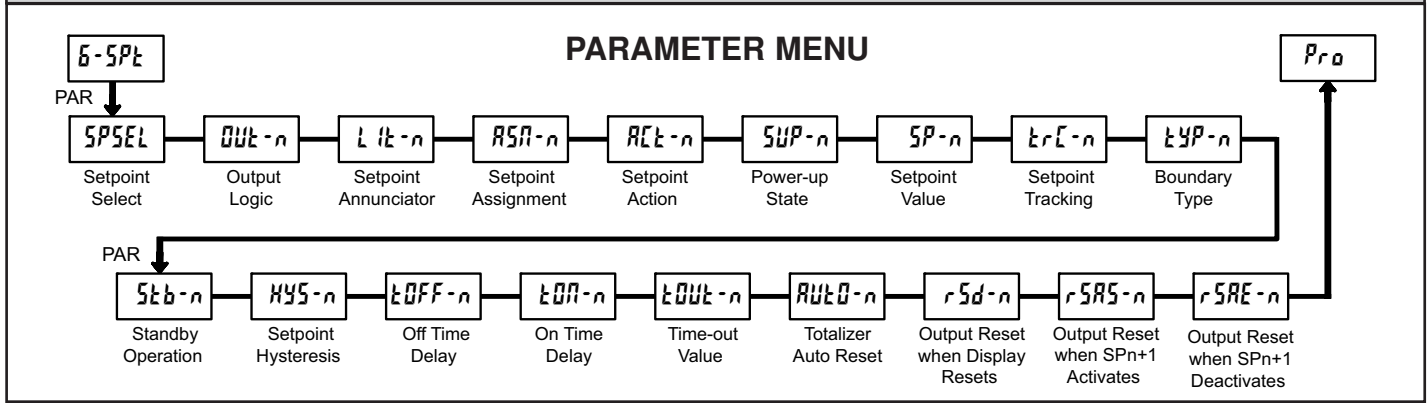 PARAMETER MENU
6-SPt
Pro
PAR
SPSEL
OUt-n
LIt-n
ASN-n
ACt-n
SUP-n
SP-n
trC-n
tYP-n
Setpoint
Select
Output
Logic
Setpoint
Annunciator
Setpoint
Assignment
Setpoint
Action
Power-up
State
Setpoint
Value
Setpoint
Tracking
Boundary
Type
PAR
Stb-n
HYS-n
tOFF-n
tON-n
tOUt-n
AUtO-n
rSd-n
rSAS-n
rSAE-n
Standby
Operation
Setpoint
Hysteresis
Off Time
Delay
On Time
Delay
Time-out
Value
Totalizer
Auto Reset
Output Reset
when Display
Resets
Output Reset
when SPn+1
Activates
Output Reset
when SPn+1
Deactivates